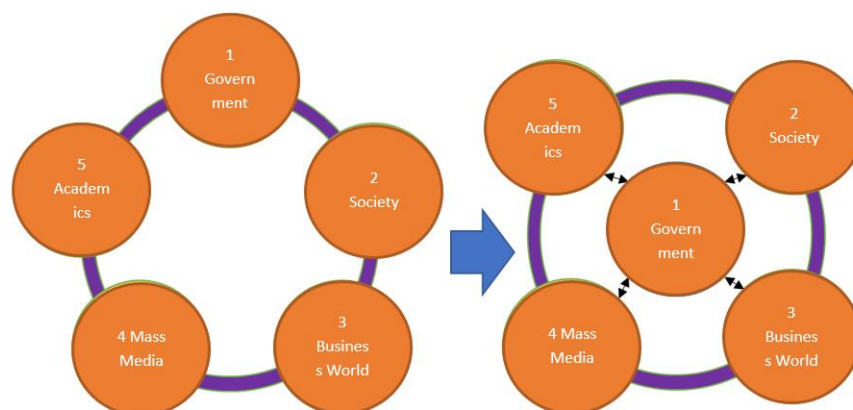 1
Govern
ment
2
Society
3
Busines
s World
4 Mass
Media
5
Academ
ics
1
Govern
ment
2
Society
3
Busines
s World
4 Mass
Media
5
Academ
ics